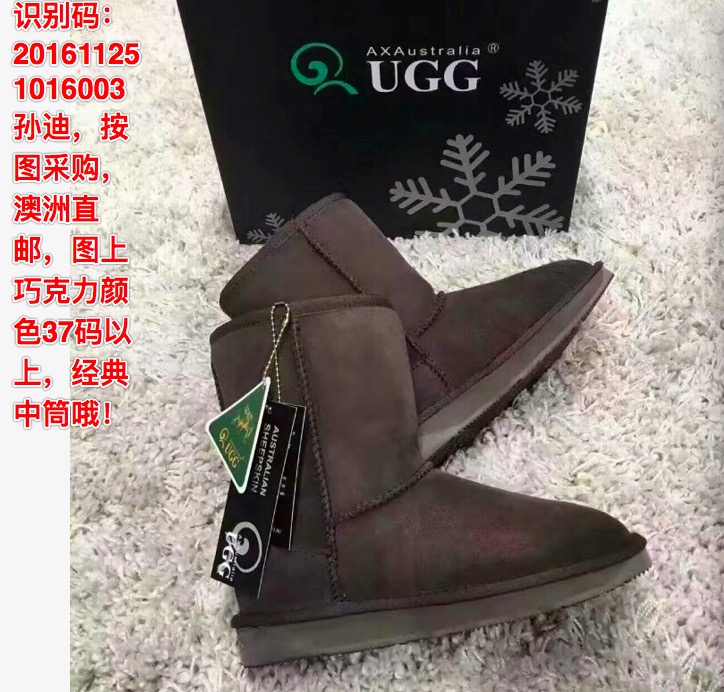 识别码：
20161125
1016003
孙迪，按
图采购，
澳洲直
邮，图上
巧克力颜
色37码以
上，经典
中筒哦！
AXAustralia®
UGG
UGG
AUSTRALIAN
SHEEPSKIN
AXAustralia
UGG